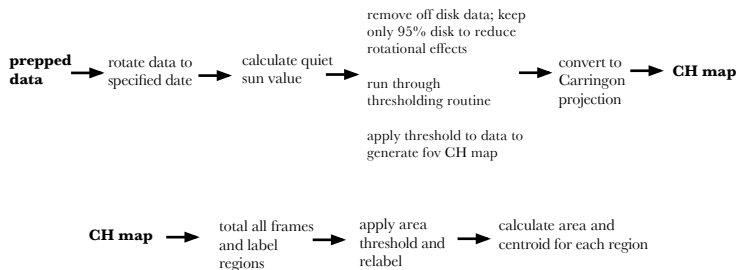 prepped
data
rotate data to
specified date
calculate quiet
sun value
remove off disk data; keep
only 95% disk to reduce
rotational effects
run through
thresholding routine
apply threshold to data to
generate fov CH map
convert to
Carringon
projection
CH map
CH map
total all frames
and label
regions
apply area
threshold and
relabel
calculate area and
centroid for each region